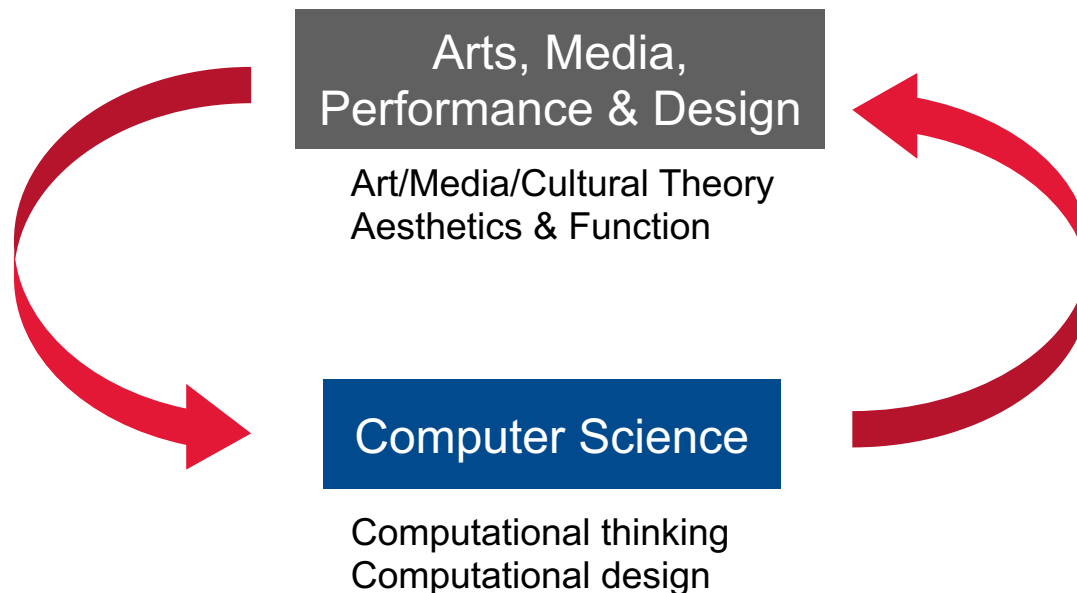 Arts, Media,
Performance & Design
Art/Media/Cultural Theory
Aesthetics & Function
Computer Science
Computational thinking
Computational design